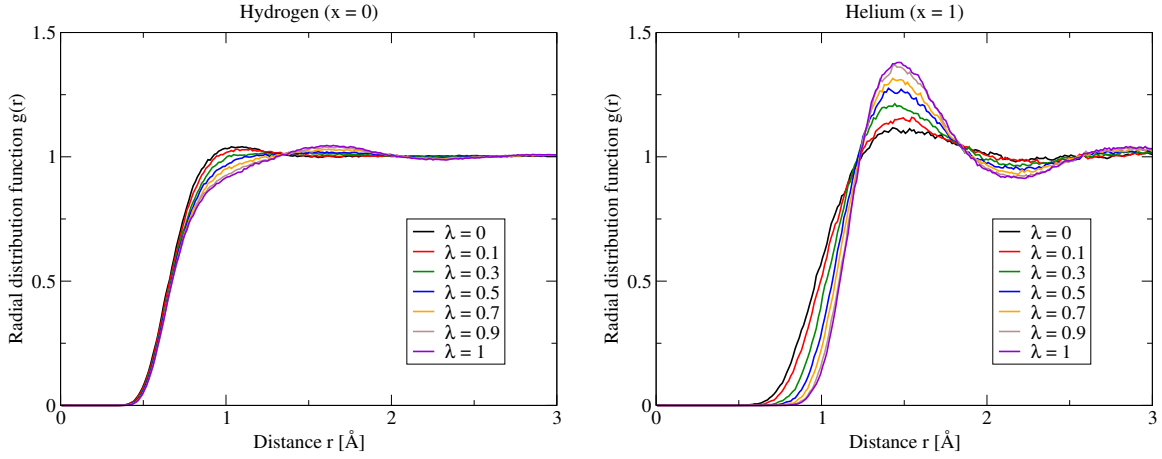 Hydrogen (x = 0)
1.5
1
0.5
0
0
1
2
3
Radial distribution function g(r)
Distance r [Å]
λ = 0
λ = 0.1
λ = 0.3
λ = 0.5
λ = 0.7
λ = 0.9
λ = 1
Helium (x = 1)
1.5
1
0.5
0
0
1
2
3
Radial distribution function g(r)
Distance r [Å]
λ = 0
λ = 0.1
λ = 0.3
λ = 0.5
λ = 0.7
λ = 0.9
λ = 1